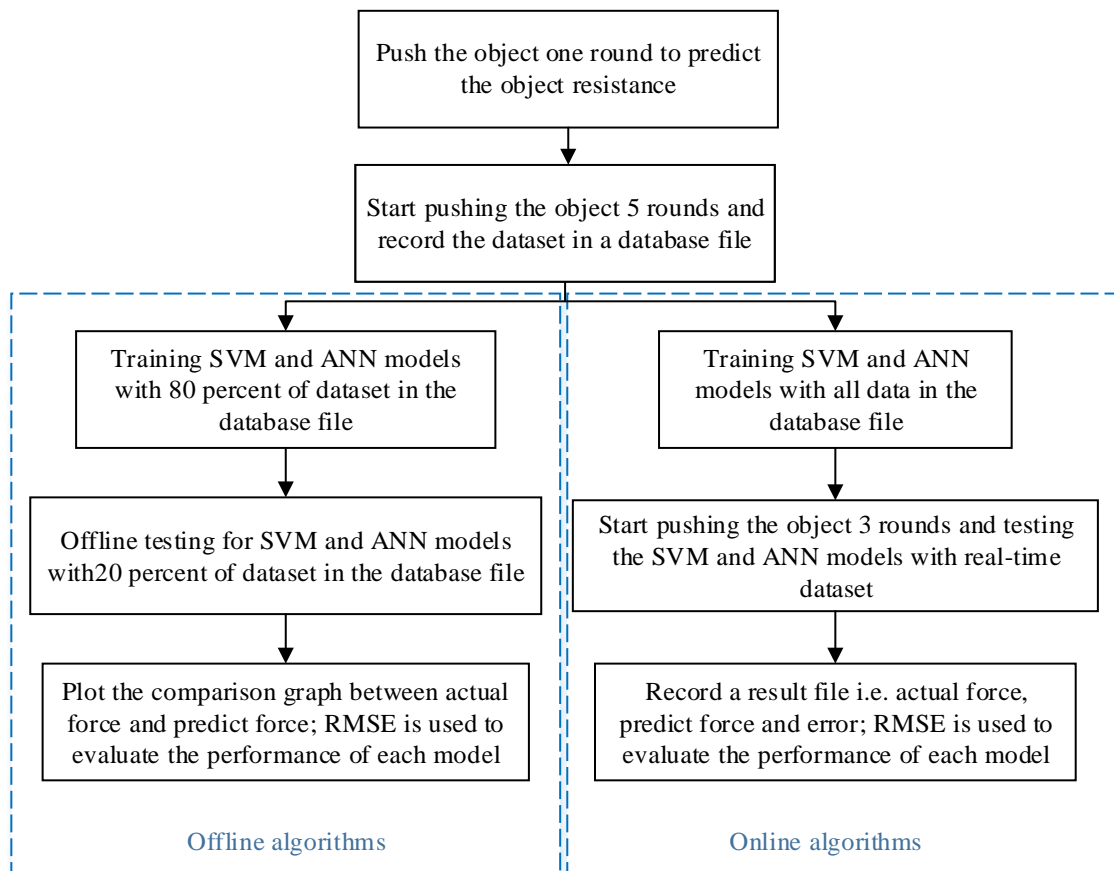 Push the object one round to predict
the object resistance
Start pushing the object 5 rounds and
record the dataset in a database file
Training SVM and ANN models
with 80 percent of dataset in the
database file
Offline testing for SVM and ANN models
with20 percent of dataset in the database file
Plot the comparison graph between actual
force and predict force; RMSE is used to
evaluate the performance of each model
Offline algorithms
Training SVM and ANN
models with all data in the
database file
Start pushing the object 3 rounds and testing
the SVM and ANN models with real-time
dataset
Record a result file i.e. actual force,
predict force and error; RMSE is used to
evaluate the performance of each model
Online algorithms